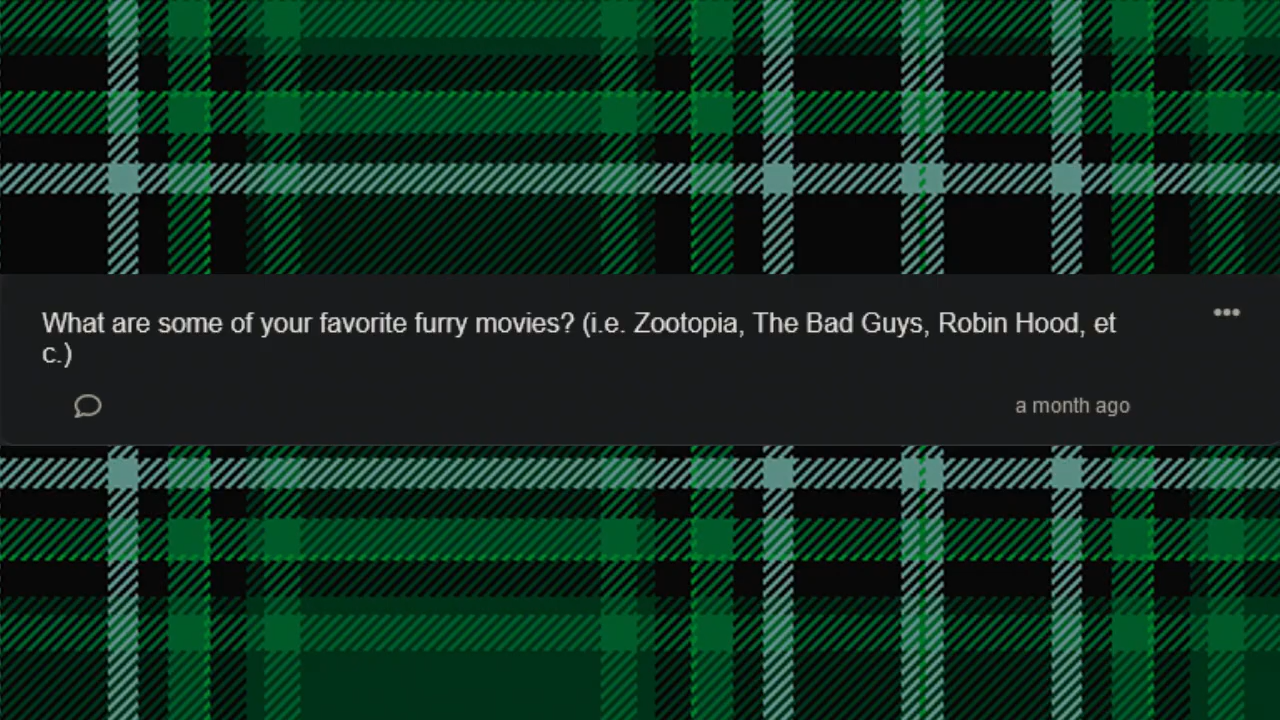 What are some of your favorite furry movies? (i.e. Zootopia, The Bad Guys, Robin Hood, et
c.)
a month ago